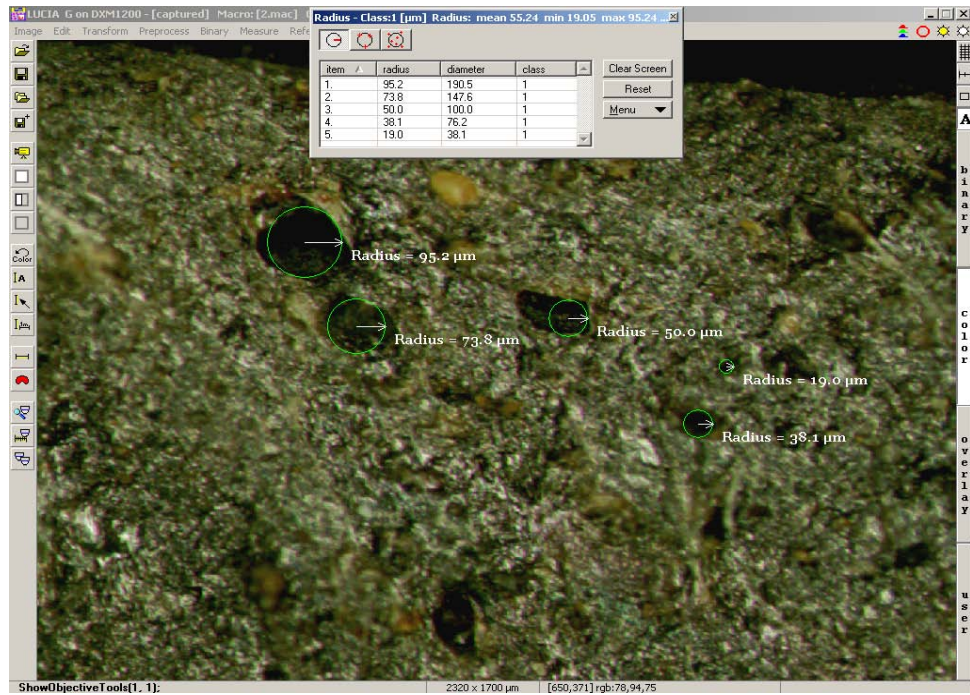 LUCIA G on DXM1200 - [captured] Macro: [2.mac]
Radius - Class:1 [µm] Radius: mean 55.24 min 19.05 max 95.24 ...
Image Edit Transform Preprocess Binary Measure Refe
item radius diameter class
1. 95.2 190.5 1
2. 73.8 147.6 1
3. 50.0 100.0 1
4. 38.1 76.2 1
5. 19.0 38.1 1
Clear Screen
Reset
Menu
Color
A
binary
color
overlay
user
Radius = 95.2 µm
Radius = 73.8 µm
Radius = 50.0 µm
Radius = 19.0 µm
Radius = 38.1 µm
ShowObjectiveTools(1, 1);
2320 x 1700 µm
[650,371] rgb:78,94,75